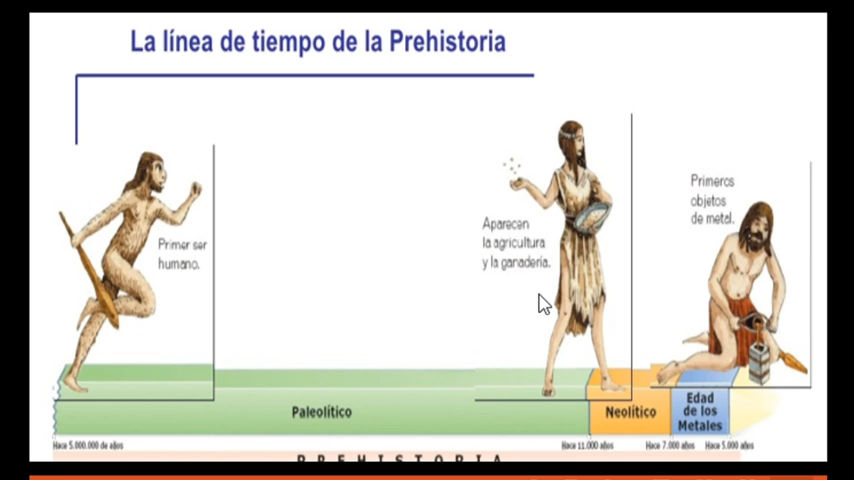 La línea de tiempo de la Prehistoria
Primer ser
humano.
Aparecen
la agricultura
y la ganadería.
Primeros
objetos
de metal.
Paleolítico
Neolítico
Edad
de los
Metales
Hace 5.000.000 de años
Hace 11.000 años
Hace 7.000 años
Hace 5.000 años
P R E H I S T O R I A